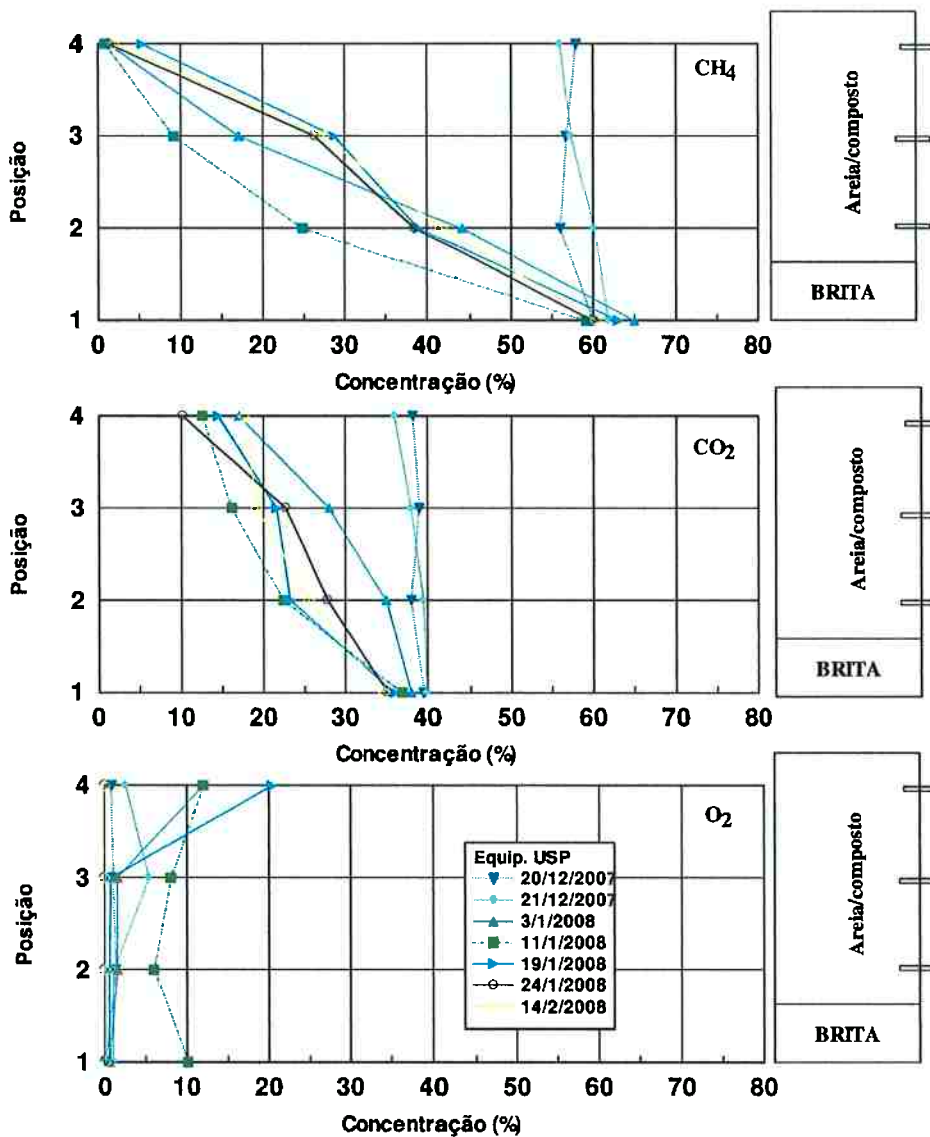 4
3
2
1
Posição
CH4
0 10 20 30 40 50 60 70 80
Concentração (%)
Areia/composto
BRITA
4
3
2
1
Posição
CO2
0 10 20 30 40 50 60 70 80
Concentração (%)
Areia/composto
BRITA
4
3
2
1
Posição
O2
Equip. USP
20/12/2007
21/12/2007
3/1/2008
11/1/2008
19/1/2008
24/1/2008
14/2/2008
0 10 20 30 40 50 60 70 80
Concentração (%)
Areia/composto
BRITA